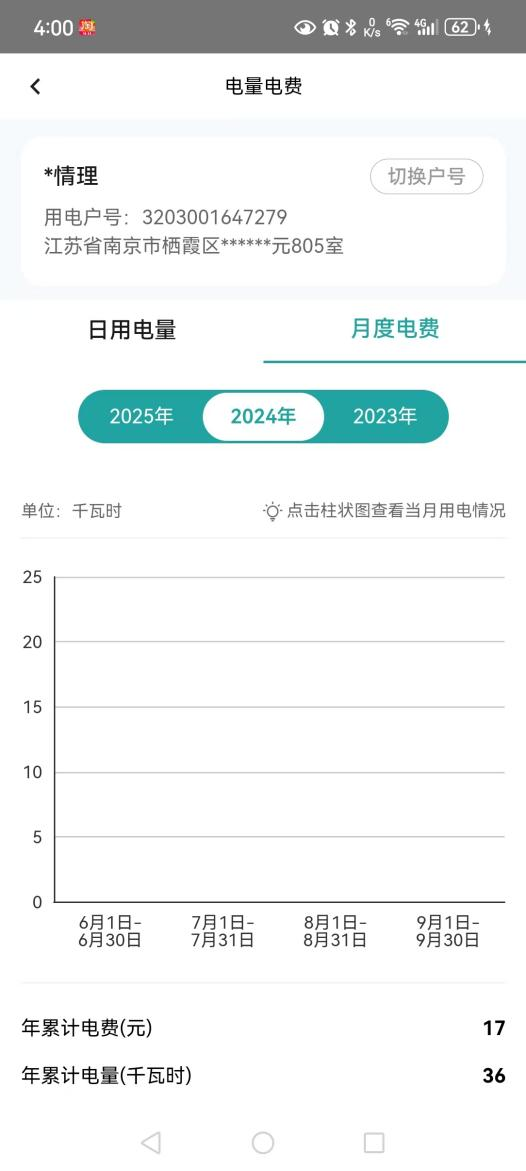 4:00 淘
0 K/s 6 4G 62
电量电费
*情理
切换户号
用电户号：3203001647279
江苏省南京市栖霞区******元805室
日用电量 月度电费
2025年 2024年 2023年
单位：千瓦时 点击柱状图查看当月用电情况
25
20
15
10
5
0
6月1日- 7月1日- 8月1日- 9月1日-
6月30日 7月31日 8月31日 9月30日
年累计电费(元) 17
年累计电量(千瓦时) 36